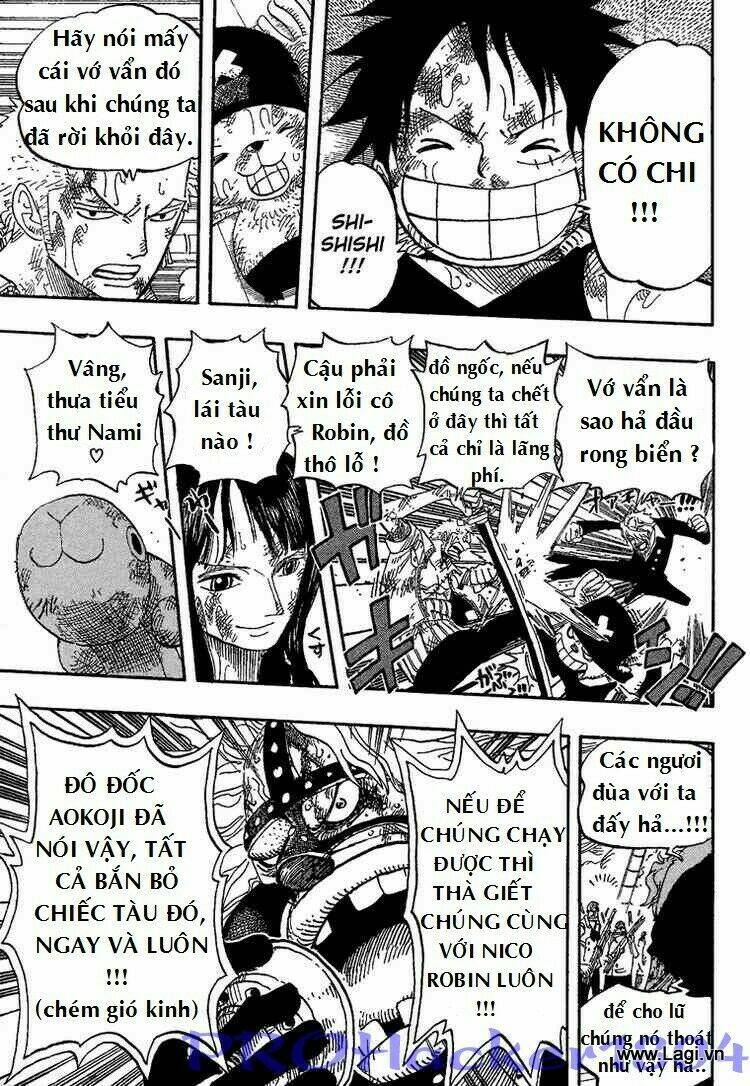 KHÔNG
CÓ CHI
!!!
SHI-
SHISHI
!!!
Hãy nói mấy
cái vớ vẩn đó
sau khi chúng ta
đã rời khỏi đây.
Vớ vẩn là
sao hả đầu
rong biển ?
đồ ngốc, nếu
chúng ta chết
ở đây thì tất
cả chỉ là lãng
phí.
Cậu phải
xin lỗi cô
Robin, đồ
thô lỗ !
Sanji,
lái tàu
nào !
Vâng,
thưa tiểu
thư Nami
♡
Các ngươi
đùa với ta
đấy hả...!!!
để cho lũ
chúng nó thoát
như vậy hả..
NẾU ĐỂ
CHÚNG CHẠY
ĐƯỢC THÌ
THÀ GIẾT
CHÚNG CÙNG
VỚI NICO
ROBIN LUÔN
!!!
ĐÔ ĐỐC
AOKOJI ĐÃ
NÓI VẬY, TẤT
CẢ BẮN BỎ
CHIẾC TÀU ĐÓ,
NGAY VÀ LUÔN
!!!
(chém gió kinh)
PROHacker1604
www.Lagi.vn